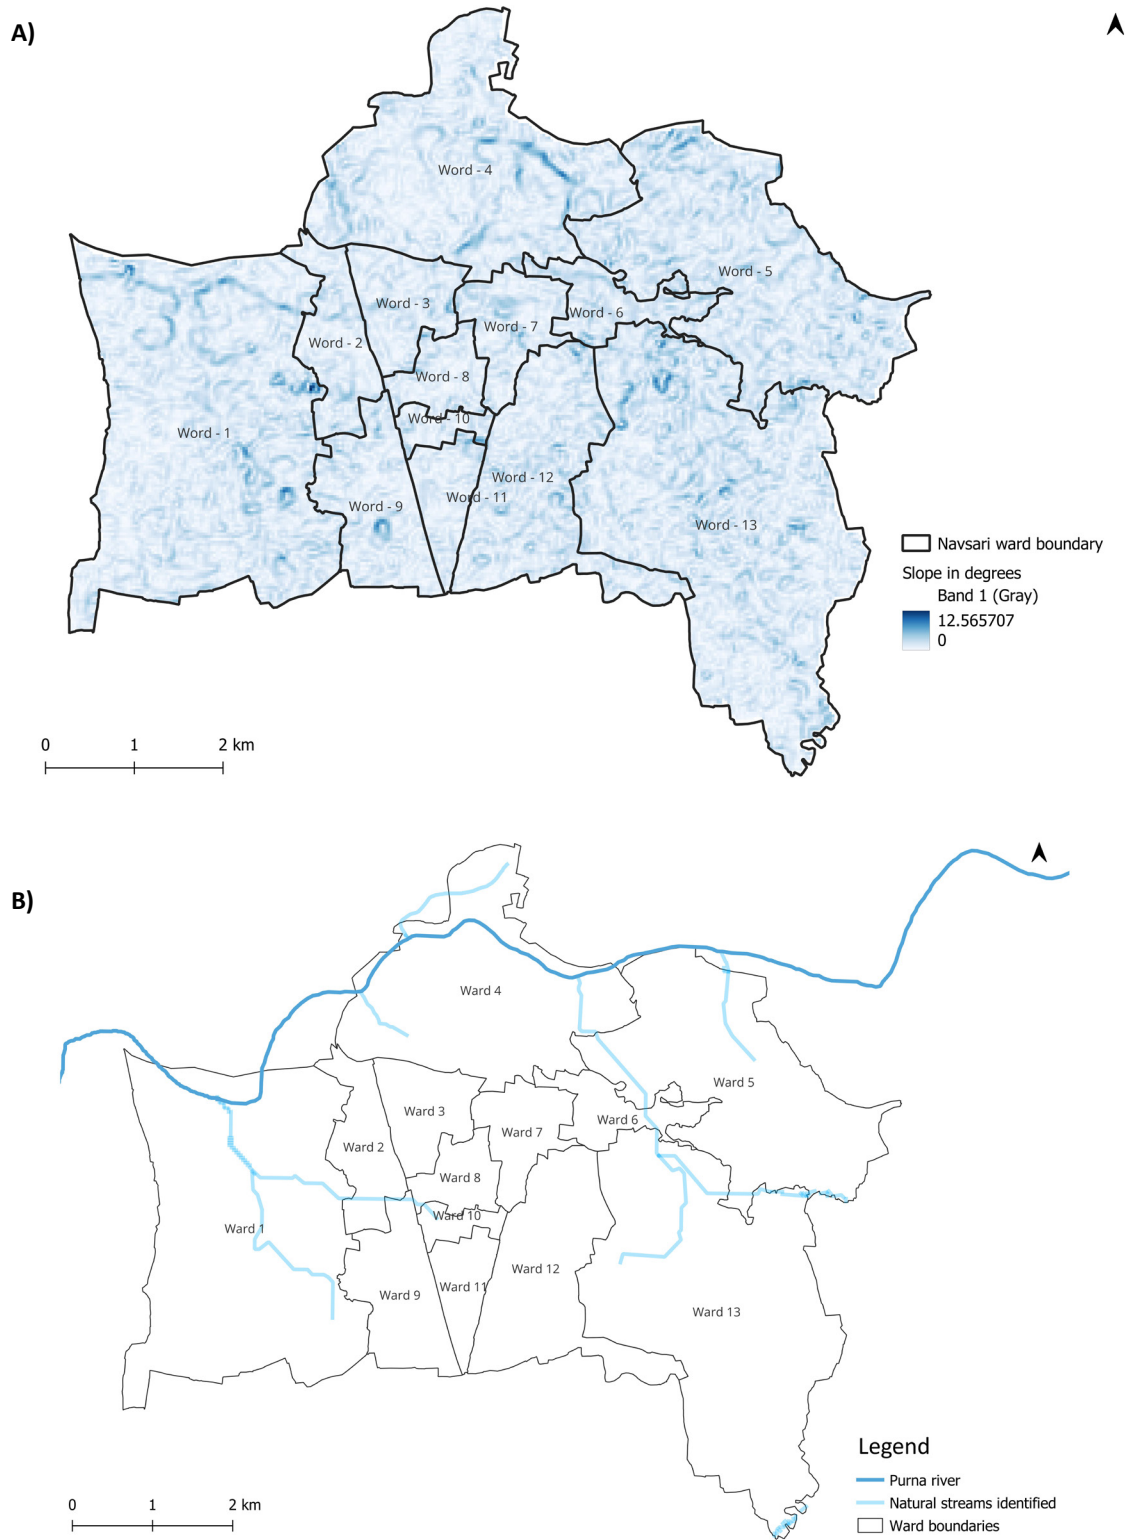 A)
Word - 4
Word - 5
Word - 3
Word - 6
Word - 7
Word - 2
Word - 8
Word - 10
Word - 1
Word - 12
Word - 11
Word - 9
Word - 13
Navsari ward boundary
Slope in degrees
Band 1 (Gray)
12.565707
0
0 1 2 km
B)
Ward 4
Ward 5
Ward 3
Ward 6
Ward 7
Ward 2
Ward 8
Ward 10
Ward 1
Ward 12
Ward 11
Ward 9
Ward 13
Legend
Purna river
Natural streams identified
Ward boundaries
0 1 2 km